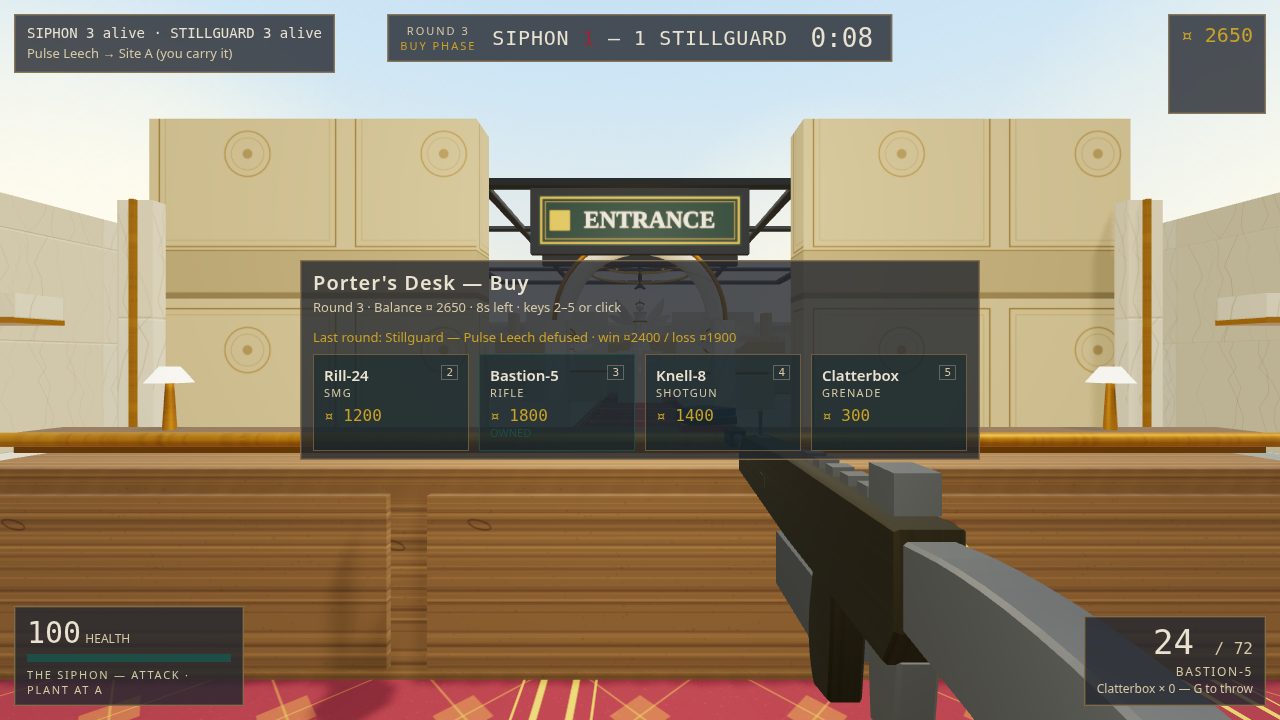 SIPHON 3 alive · STILLGUARD 3 alive
Pulse Leech → Site A (you carry it)
ROUND 3
BUY PHASE
SIPHON 1 — 1 STILLGUARD 0:08
¤ 2650
ENTRANCE
Porter's Desk — Buy
Round 3 · Balance ¤ 2650 · 8s left · keys 2–5 or click
Last round: Stillguard — Pulse Leech defused · win ¤2400 / loss ¤1900
Rill-24 2
SMG
¤ 1200
Bastion-5 3
RIFLE
¤ 1800
OWNED
Knell-8 4
SHOTGUN
¤ 1400
Clatterbox 5
GRENADE
¤ 300
100 HEALTH
THE SIPHON — ATTACK ·
PLANT AT A
24 / 72
BASTION-5
Clatterbox × 0 — G to throw